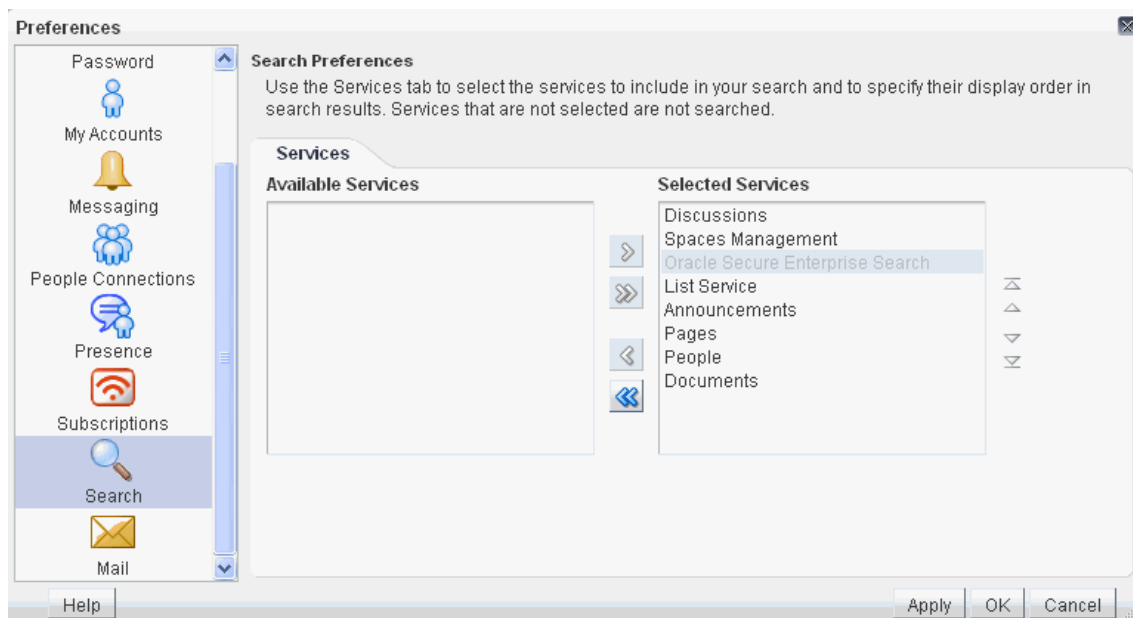 Preferences
Password
My Accounts
Messaging
People Connections
Presence
Subscriptions
Search
Mail
Search Preferences
Use the Services tab to select the services to include in your search and to specify their display order in
search results. Services that are not selected are not searched.
Services
Available Services
Selected Services
Discussions
Spaces Management
Oracle Secure Enterprise Search
List Service
Announcements
Pages
People
Documents
Help
Apply
OK
Cancel